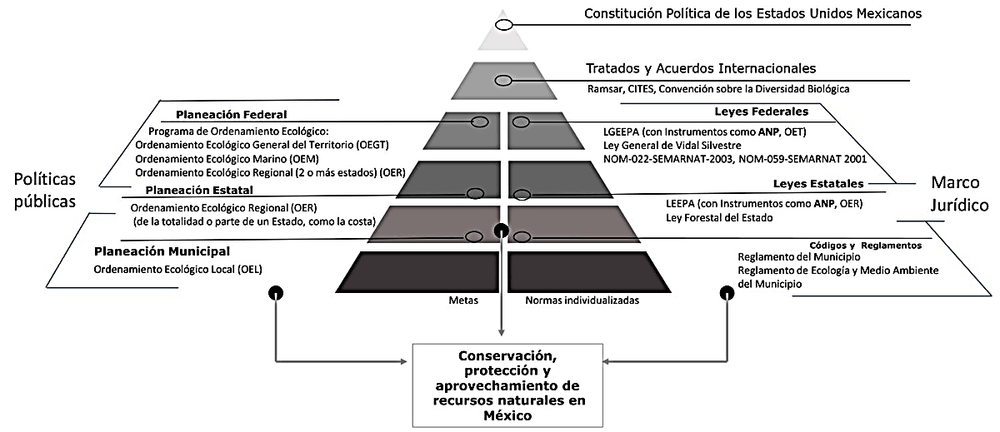 Constitución Política de los Estados Unidos Mexicanos
Tratados y Acuerdos Internacionales
Ramsar, CITES, Convención sobre la Diversidad Biológica
Políticas
públicas
Planeación Federal
Programa de Ordenamiento Ecológico:
Ordenamiento Ecológico General del Territorio (OEGT)
Ordenamiento Ecológico Marino (OEM)
Ordenamiento Ecológico Regional (2 o más estados) (OER)
Planeación Estatal
Ordenamiento Ecológico Regional (OER)
(de la totalidad o parte de un Estado, como la costa)
Planeación Municipal
Ordenamiento Ecológico Local (OEL)
Leyes Federales
LGEEPA (con Instrumentos como ANP, OET)
Ley General de Vidal Silvestre
NOM-022-SEMARNAT-2003, NOM-059-SEMARNAT 2001
Leyes Estatales
LEEPA (con Instrumentos como ANP, OER)
Ley Forestal del Estado
Códigos y Reglamentos
Reglamento del Municipio
Reglamento de Ecología y Medio Ambiente
del Municipio
Marco
Jurídico
Metas
Normas individualizadas
Conservación,
protección y
aprovechamiento de
recursos naturales en
México